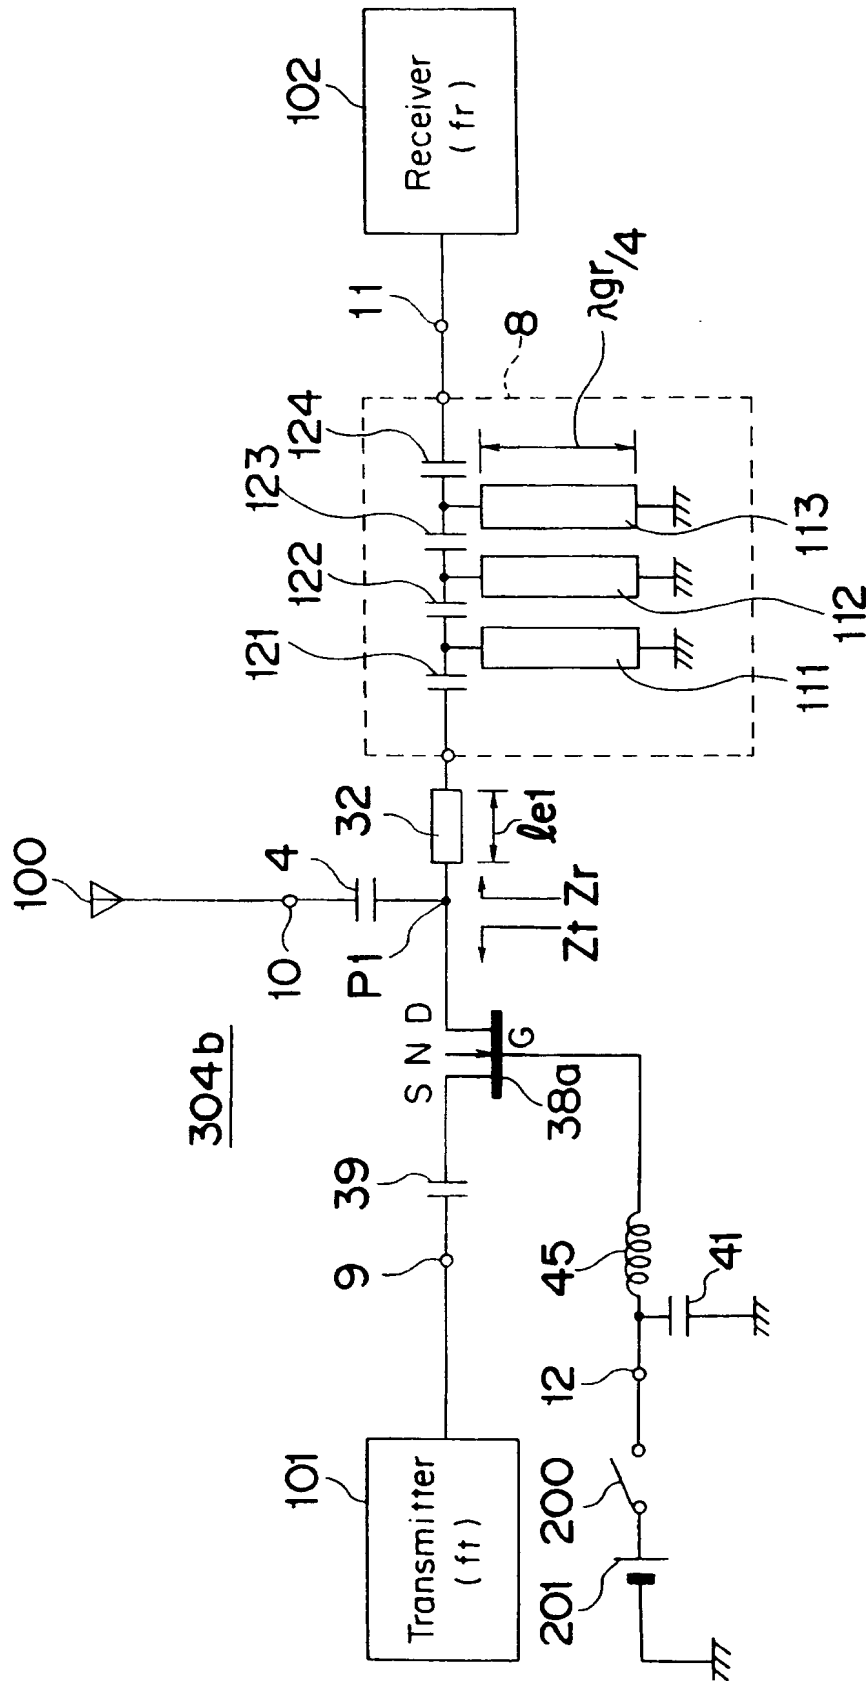 304b
100
10
4
P1
32
ℓe1
Zt
Zr
101
Transmitter
(ft)
9
39
S N D
G
38a
45
41
12
200
201
8
121
122
123
124
111
112
113
λgr/4
11
102
Receiver
(fr)